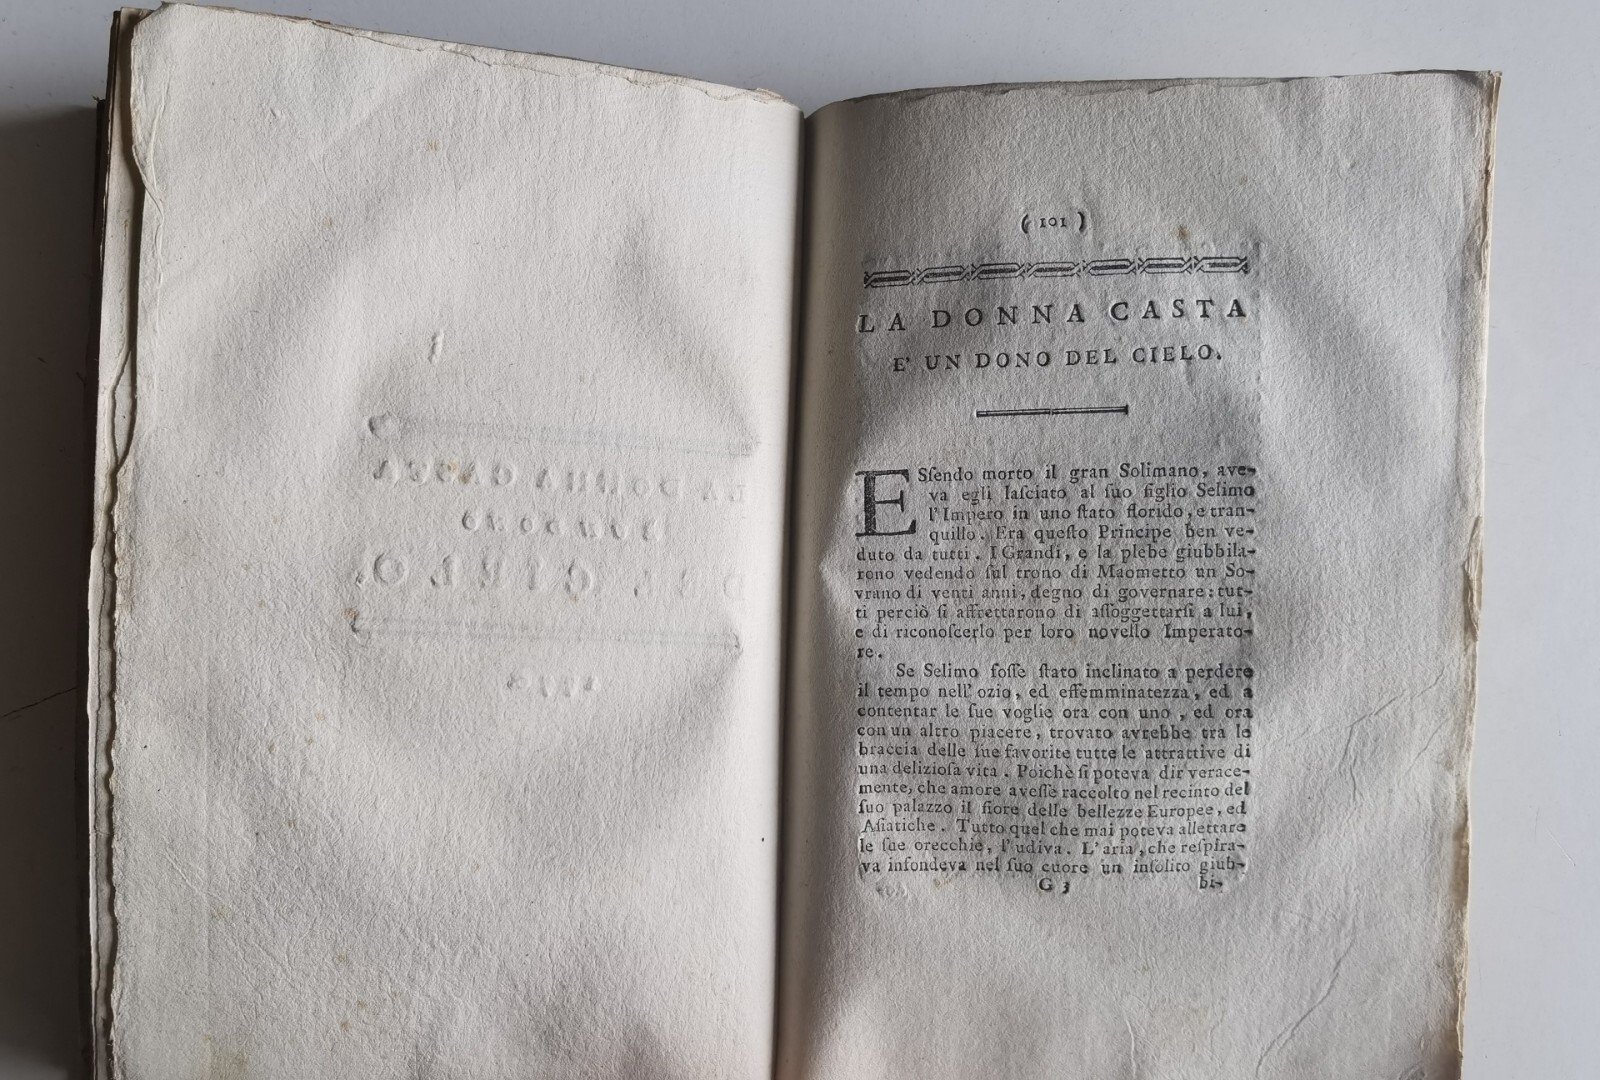 ( 101 )
LA DONNA CASTA
E' UN DONO DEL CIELO.
ESſendo morto il gran Solimano, ave-
va egli laſciato al ſuo figlio Selimo
l'Impero in uno ſtato florido, e tran-
quillo. Era queſto Principe ben ve-
duto da tutti. I Grandi, e la plebe giubbila-
rono vedendo ſul trono di Maometto un So-
vrano di venti anni, degno di governare: tut-
ti perciò ſi affrettarono di aſſoggettarſi a lui,
e di riconoſcerlo per loro novello Imperato-
re.
Se Selimo foſſe ſtato inclinato a perdere
il tempo nell' ozio, ed effemminatezza, ed a
contentar le ſue voglie ora con uno, ed ora
con un altro piacere, trovato avrebbe tra le
braccia delle ſue favorite tutte le attrattive di
una delizioſa vita. Poichè ſi poteva dir verace-
mente, che amore aveſſe raccolto nel recinto del
ſuo palazzo il fiore delle bellezze Europee, ed
Aſiatiche. Tutto quel che mai poteva allettare
le ſue orecchie, l'udiva. L'aria, che reſpira-
va infondeva nel ſuo cuore un inſolito giub-
G 3 bi-